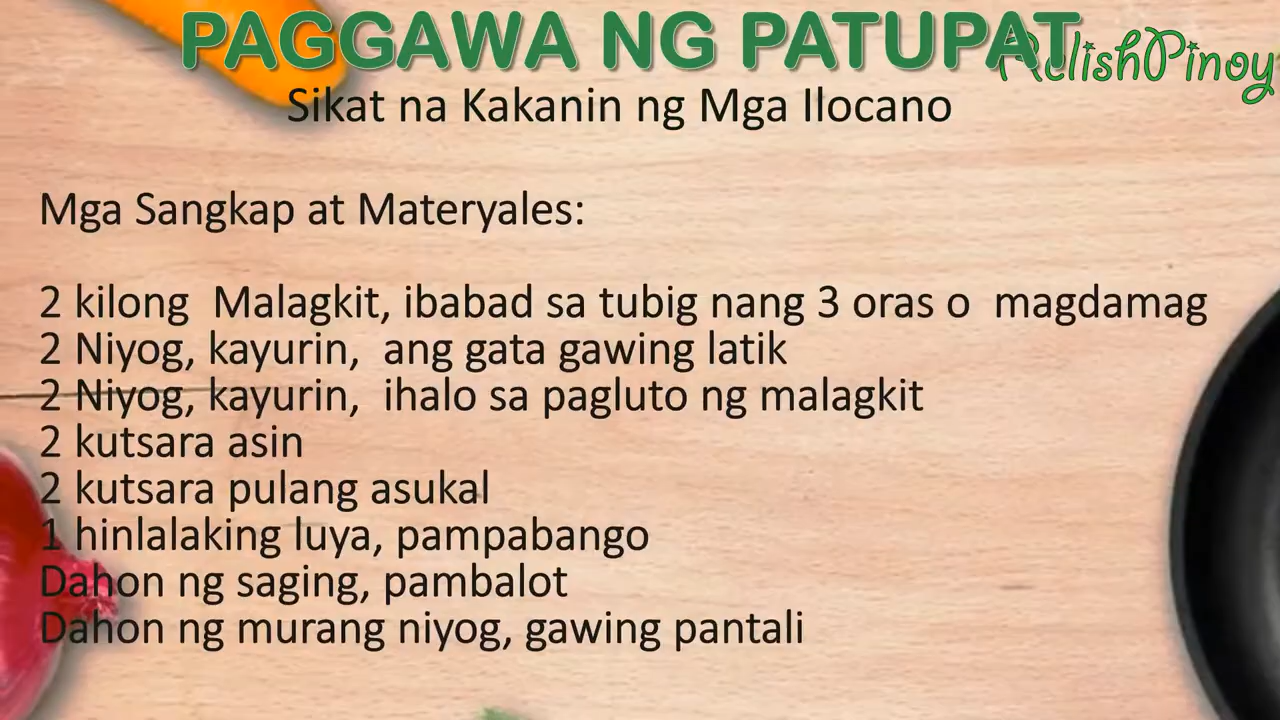 PAGGAWA NG PATUPAT
RelishPinoy
Sikat na Kakanin ng Mga Ilocano
Mga Sangkap at Materyales:
2 kilong Malagkit, ibabad sa tubig nang 3 oras o magdamag
2 Niyog, kayurin, ang gata gawing latik
2 Niyog, kayurin, ihalo sa pagluto ng malagkit
2 kutsara asin
2 kutsara pulang asukal
1 hinlalaking luya, pampabango
Dahon ng saging, pambalot
Dahon ng murang niyog, gawing pantali